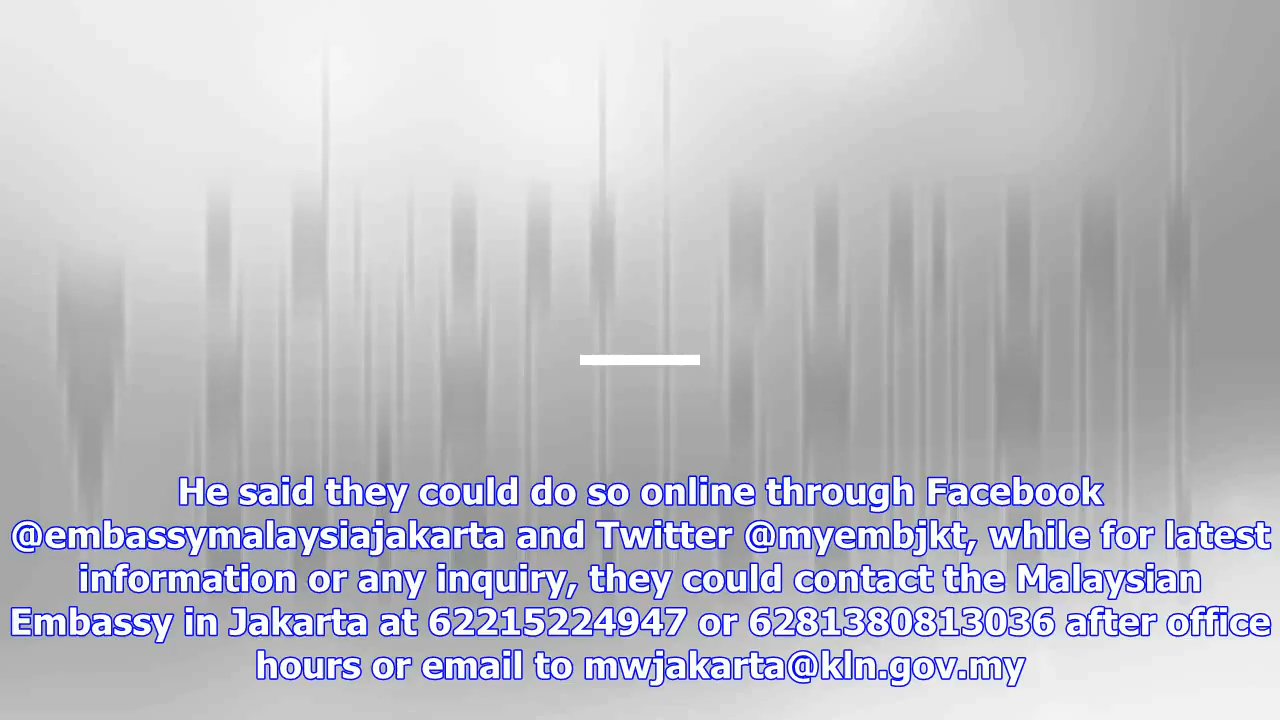 He said they could do so online through Facebook
@embassymalaysiajakarta and Twitter @myembjkt, while for latest
information or any inquiry, they could contact the Malaysian
Embassy in Jakarta at 62215224947 or 6281380813036 after office
hours or email to mwjakarta@kln.gov.my